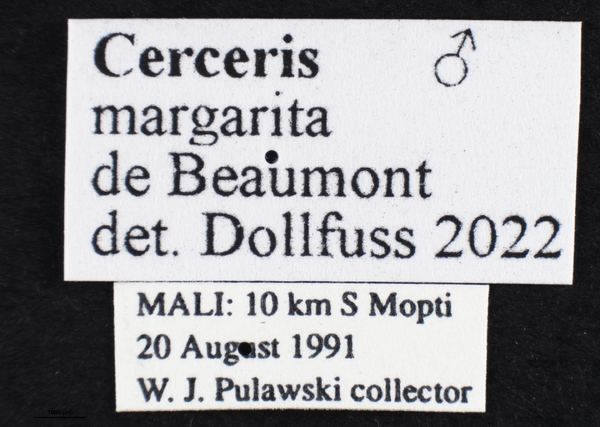 Cerceris ♂
margarita
de Beaumont
det. Dollfuss 2022
MALI: 10 km S Mopti
20 August 1991
W. J. Pulawski collector